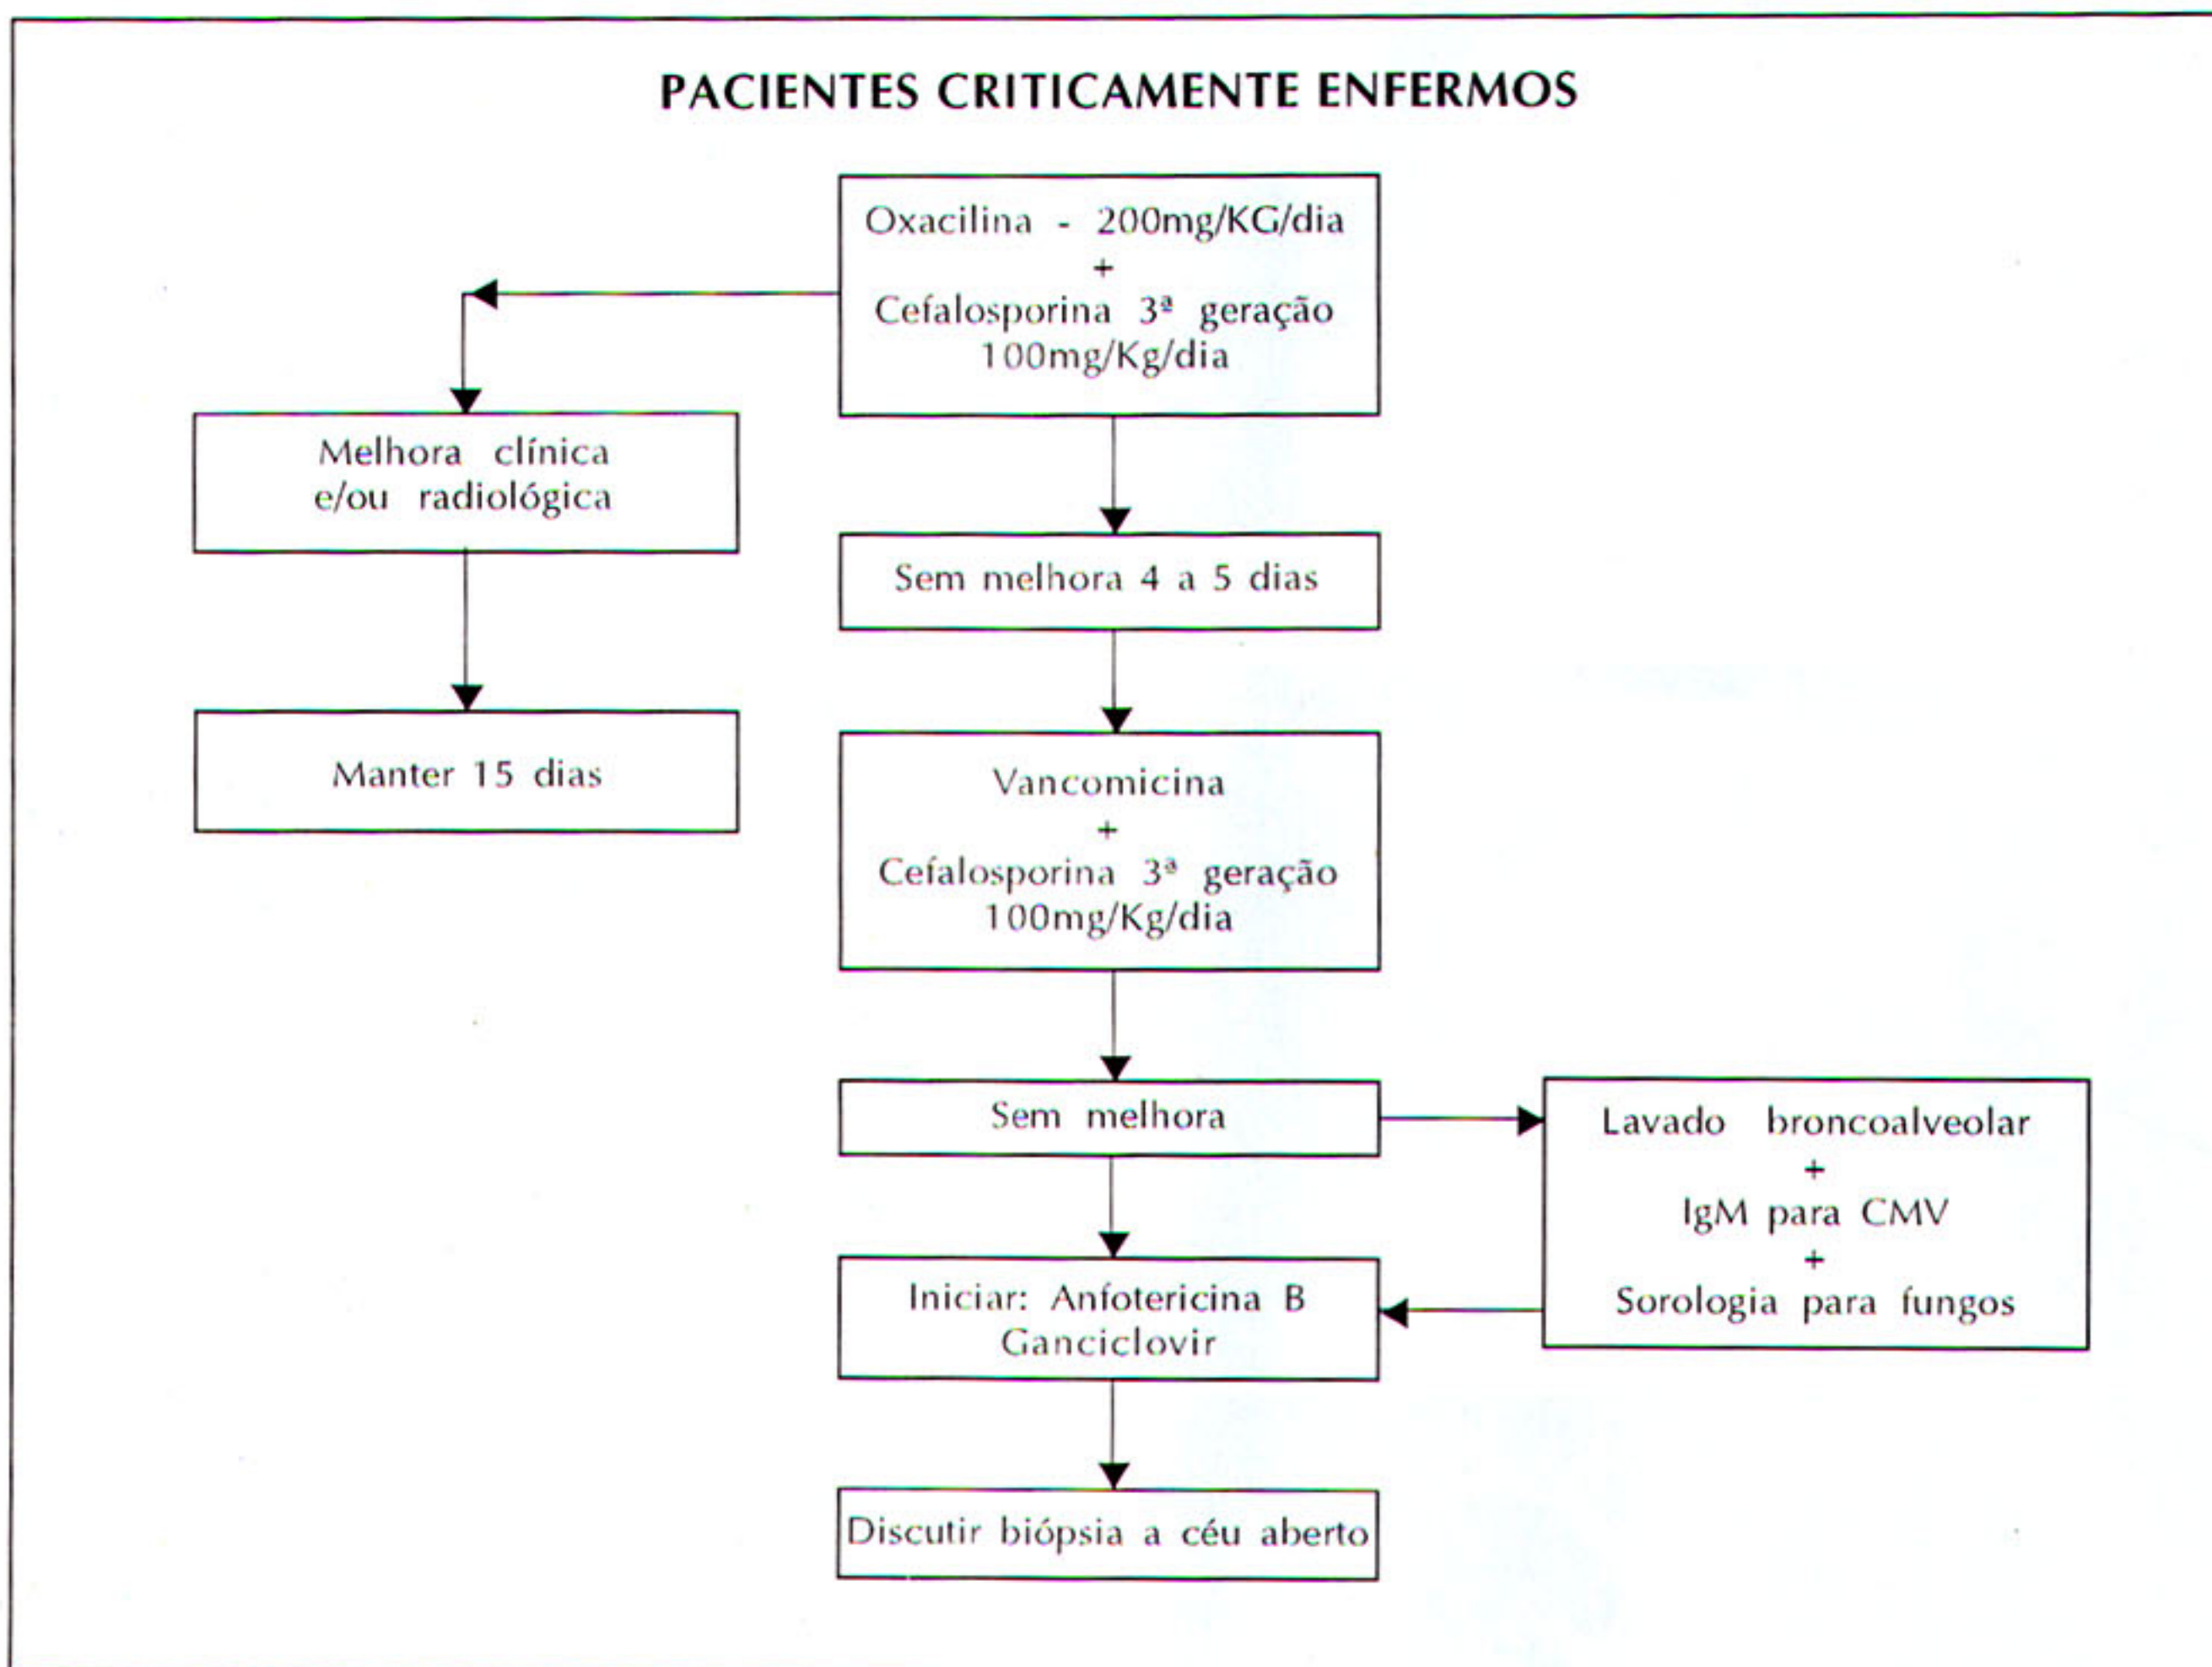 PACIENTES CRITICAMENTE ENFERMOS
Oxacilina - 200mg/KG/dia
+
Cefalosporina 3ª geração
100mg/Kg/dia
Melhora clínica
e/ou radiológica
Sem melhora 4 a 5 dias
Manter 15 dias
Vancomicina
+
Cefalosporina 3ª geração
100mg/Kg/dia
Sem melhora
Lavado broncoalveolar
+
IgM para CMV
+
Sorologia para fungos
Iniciar: Anfotericina B
Ganciclovir
Discutir biópsia a céu aberto